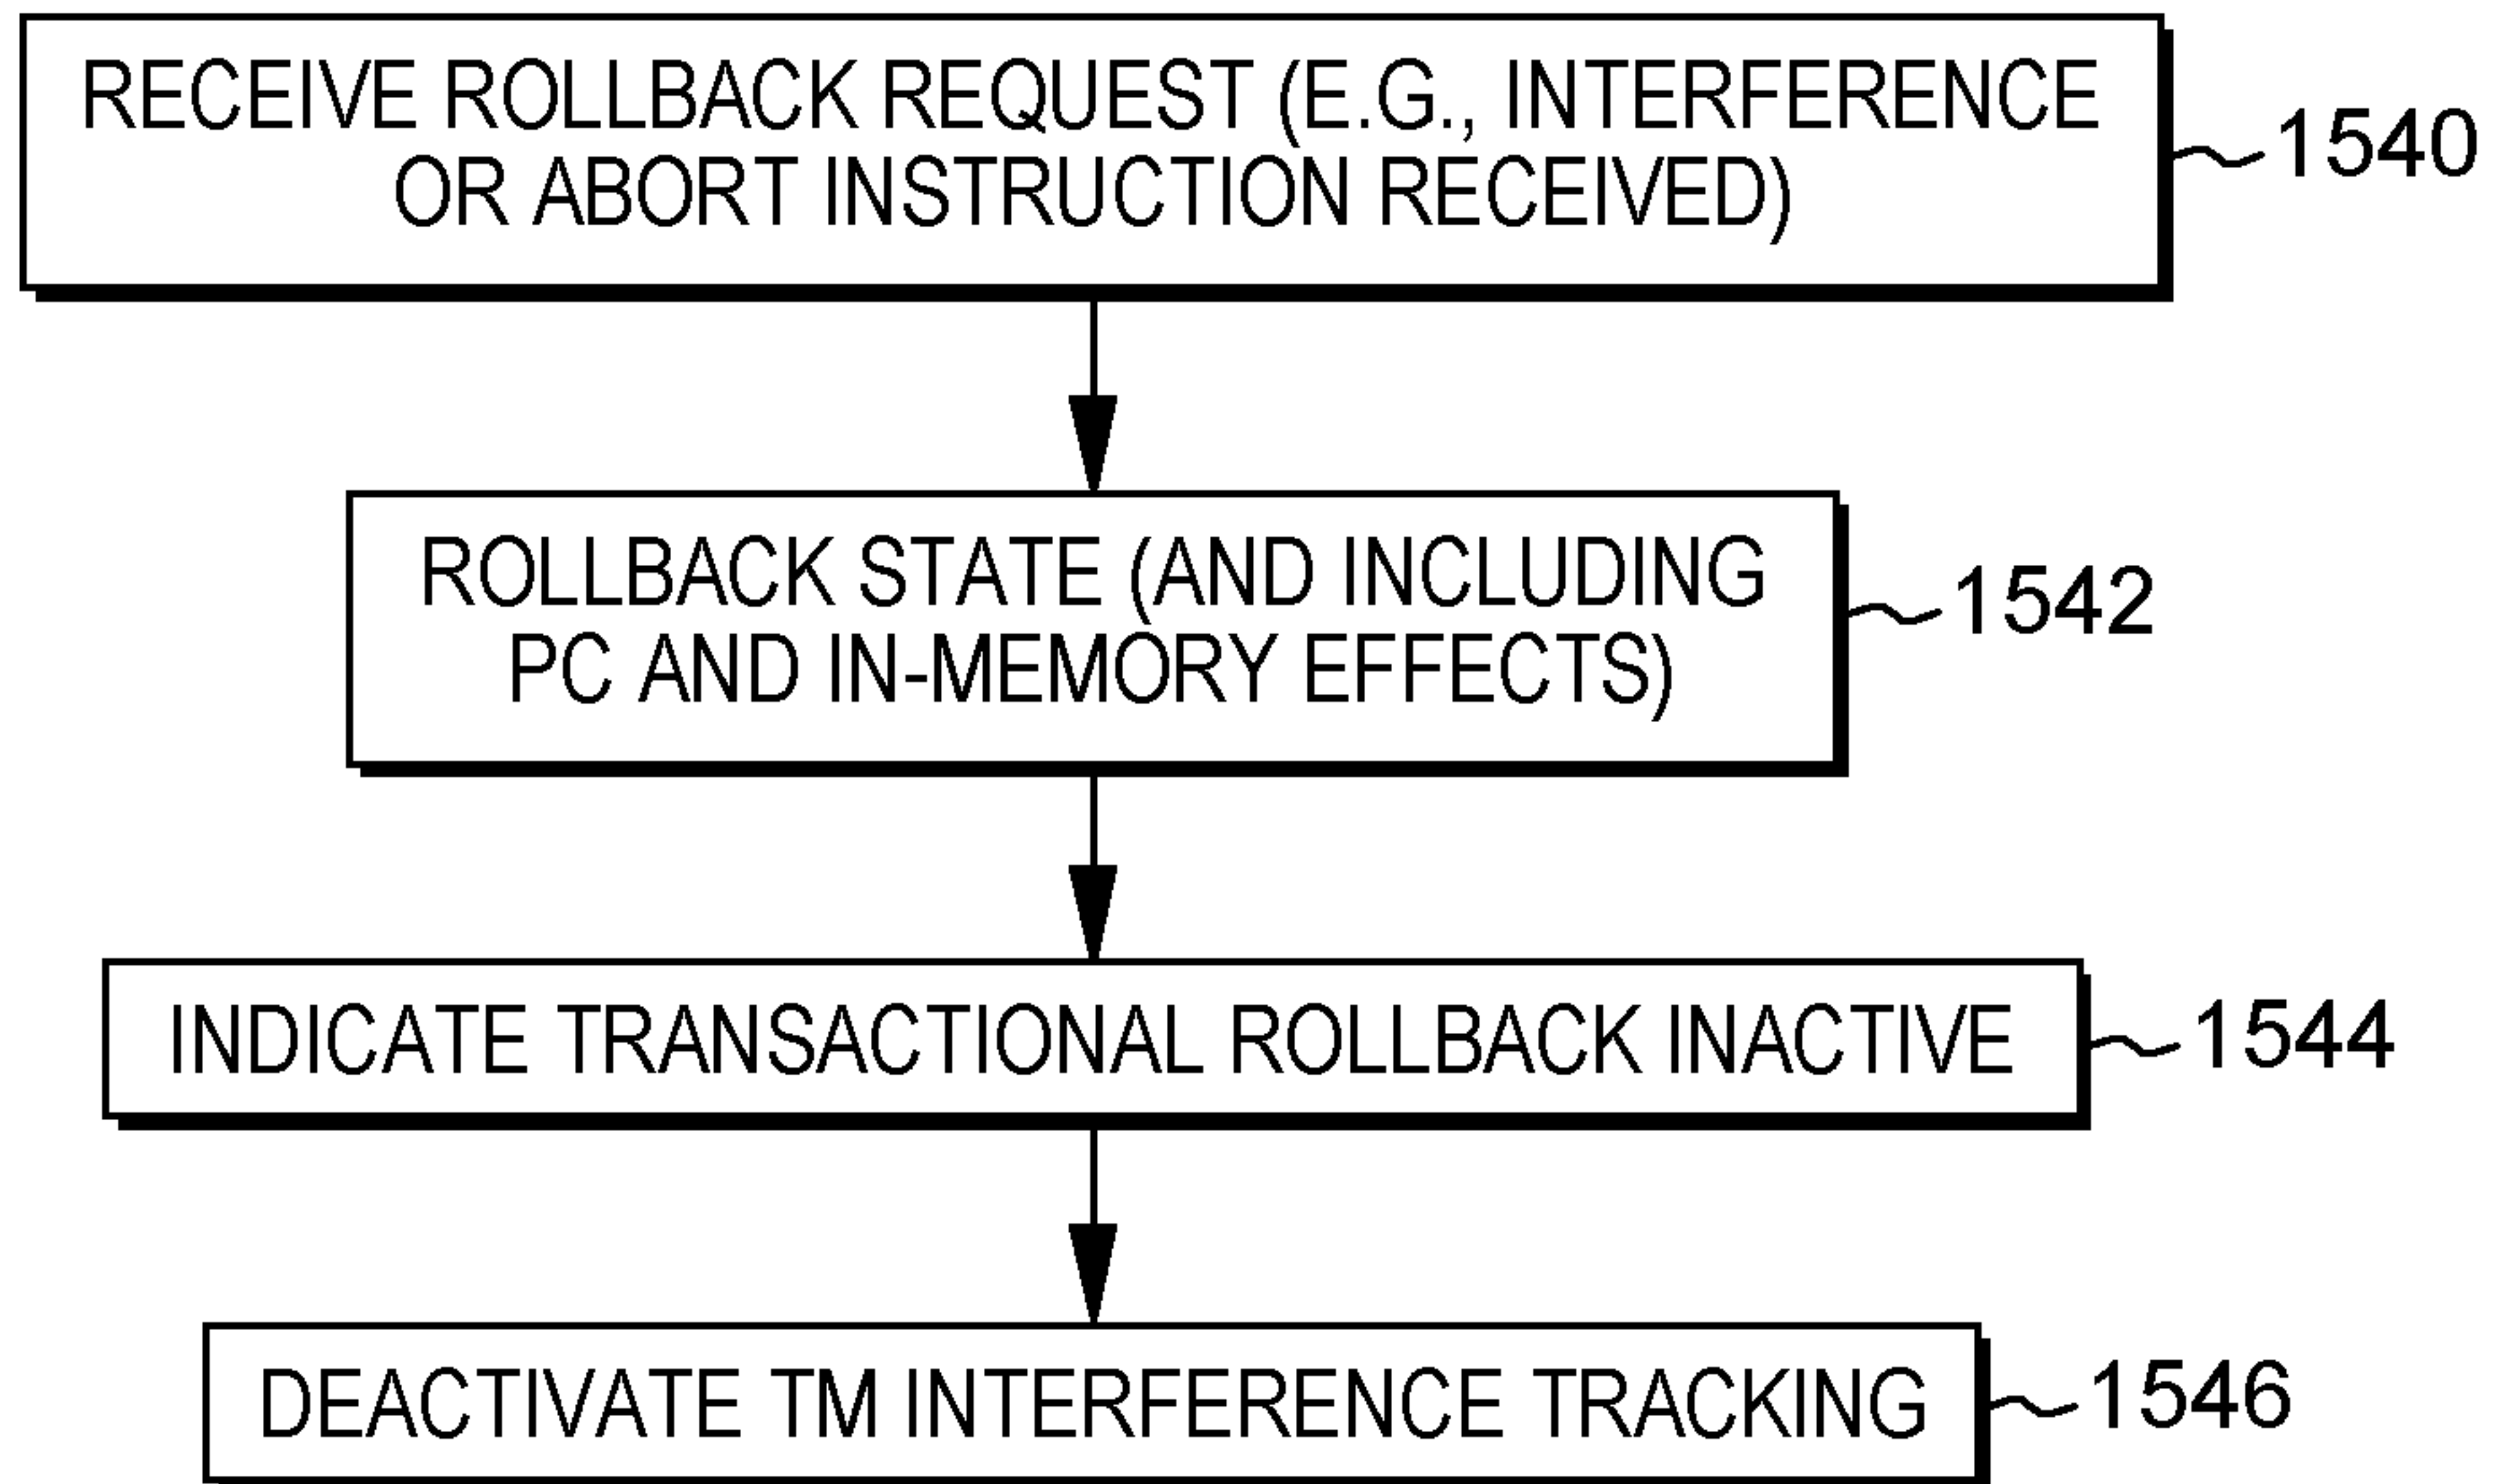 RECEIVE ROLLBACK REQUEST (E.G., INTERFERENCE
OR ABORT INSTRUCTION RECEIVED)
1540
ROLLBACK STATE (AND INCLUDING
PC AND IN-MEMORY EFFECTS)
1542
INDICATE TRANSACTIONAL ROLLBACK INACTIVE
1544
DEACTIVATE TM INTERFERENCE TRACKING
1546